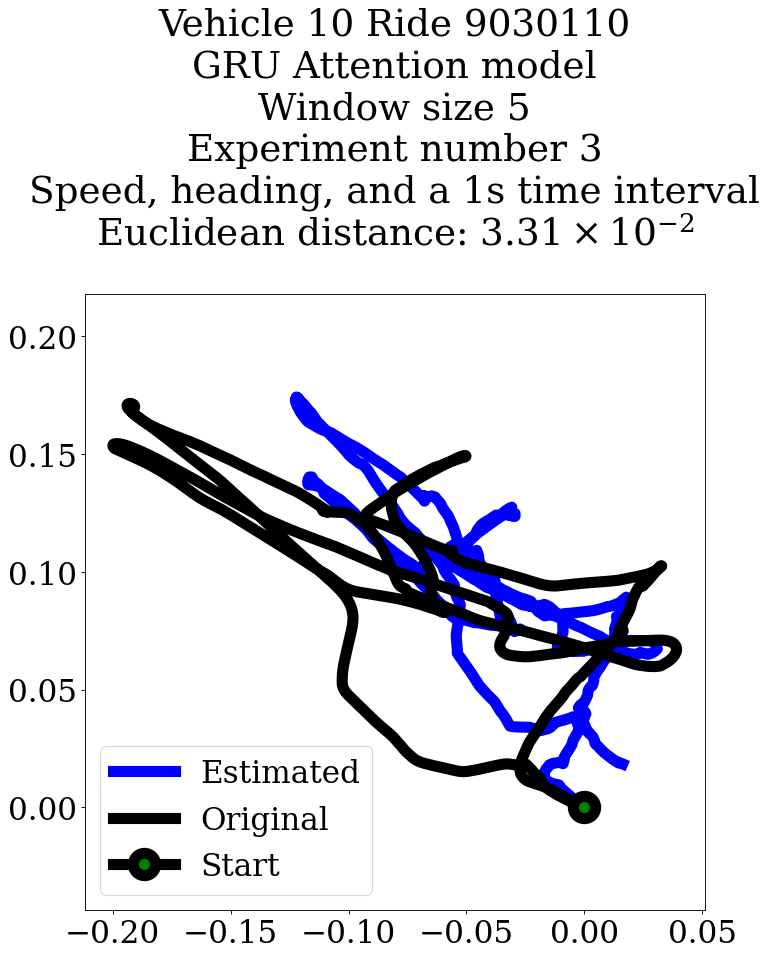 Vehicle 10 Ride 9030110
GRU Attention model
Window size 5
Experiment number 3
Speed, heading, and a 1s time interval
Euclidean distance: 3.31 × 10⁻²
0.20
0.15
0.10
0.05
0.00
Estimated
Original
Start
−0.20 −0.15 −0.10 −0.05 0.00 0.05